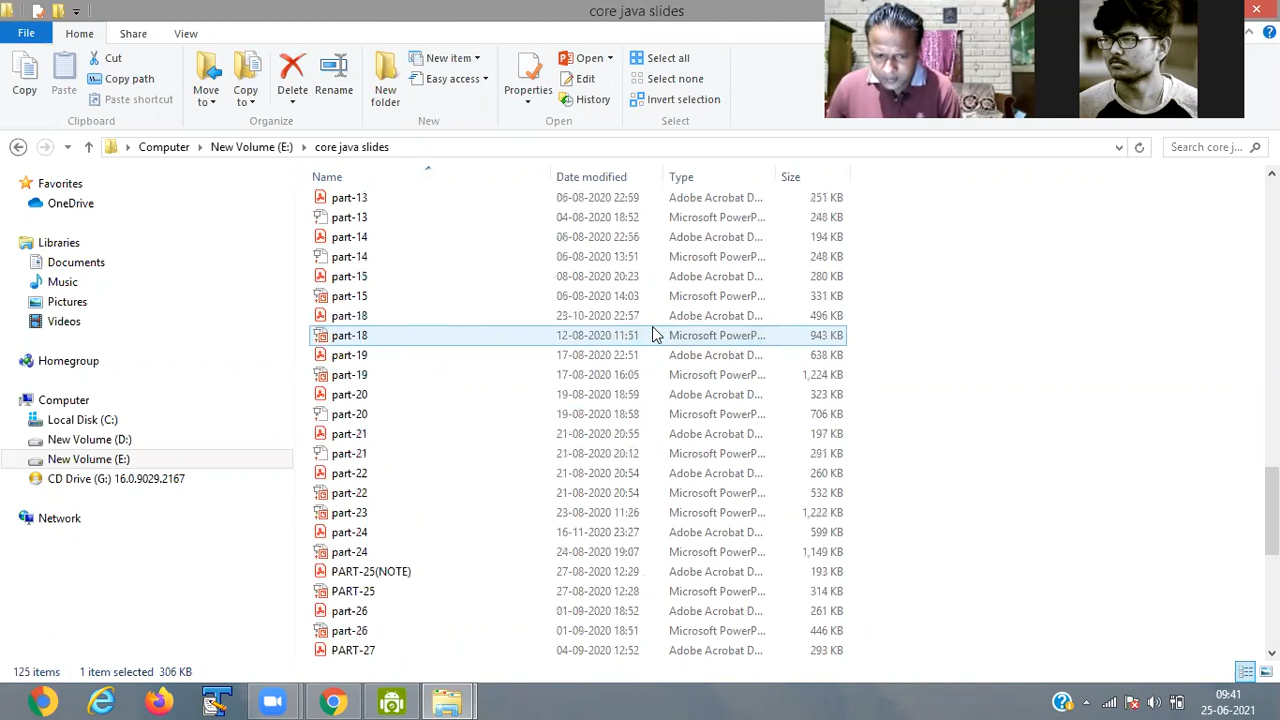 core java slides
File Home Share View
Copy
Paste
Cut
Copy path
Paste shortcut
Clipboard
Move to
Copy to
Delete
Rename
Organize
New folder
New item
Easy access
New
Properties
Open
Edit
History
Open
Select all
Select none
Invert selection
Select
Computer New Volume (E:) core java slides
Search core j...
Favorites
OneDrive
Libraries
Documents
Music
Pictures
Videos
Homegroup
Computer
Local Disk (C:)
New Volume (D:)
New Volume (E:)
CD Drive (G:) 16.0.9029.2167
Network
Name Date modified Type Size
part-13 06-08-2020 22:59 Adobe Acrobat D... 251 KB
part-13 04-08-2020 18:52 Microsoft PowerP... 248 KB
part-14 06-08-2020 22:56 Adobe Acrobat D... 194 KB
part-14 06-08-2020 13:51 Microsoft PowerP... 248 KB
part-15 08-08-2020 20:23 Adobe Acrobat D... 280 KB
part-15 06-08-2020 14:03 Microsoft PowerP... 331 KB
part-18 23-10-2020 22:57 Adobe Acrobat D... 496 KB
part-18 12-08-2020 11:51 Microsoft PowerP... 943 KB
part-19 17-08-2020 22:51 Adobe Acrobat D... 638 KB
part-19 17-08-2020 16:05 Microsoft PowerP... 1,224 KB
part-20 19-08-2020 18:59 Adobe Acrobat D... 323 KB
part-20 19-08-2020 18:58 Microsoft PowerP... 706 KB
part-21 21-08-2020 20:55 Adobe Acrobat D... 197 KB
part-21 21-08-2020 20:12 Microsoft PowerP... 291 KB
part-22 21-08-2020 20:54 Adobe Acrobat D... 260 KB
part-22 21-08-2020 20:54 Microsoft PowerP... 532 KB
part-23 23-08-2020 11:26 Microsoft PowerP... 1,222 KB
part-24 16-11-2020 23:27 Adobe Acrobat D... 599 KB
part-24 24-08-2020 19:07 Microsoft PowerP... 1,149 KB
PART-25(NOTE) 27-08-2020 12:29 Adobe Acrobat D... 193 KB
PART-25 27-08-2020 12:28 Microsoft PowerP... 314 KB
part-26 01-09-2020 18:52 Adobe Acrobat D... 261 KB
part-26 01-09-2020 18:51 Microsoft PowerP... 446 KB
PART-27 04-09-2020 12:52 Adobe Acrobat D... 293 KB
125 items 1 item selected 306 KB
09:41
25-06-2021